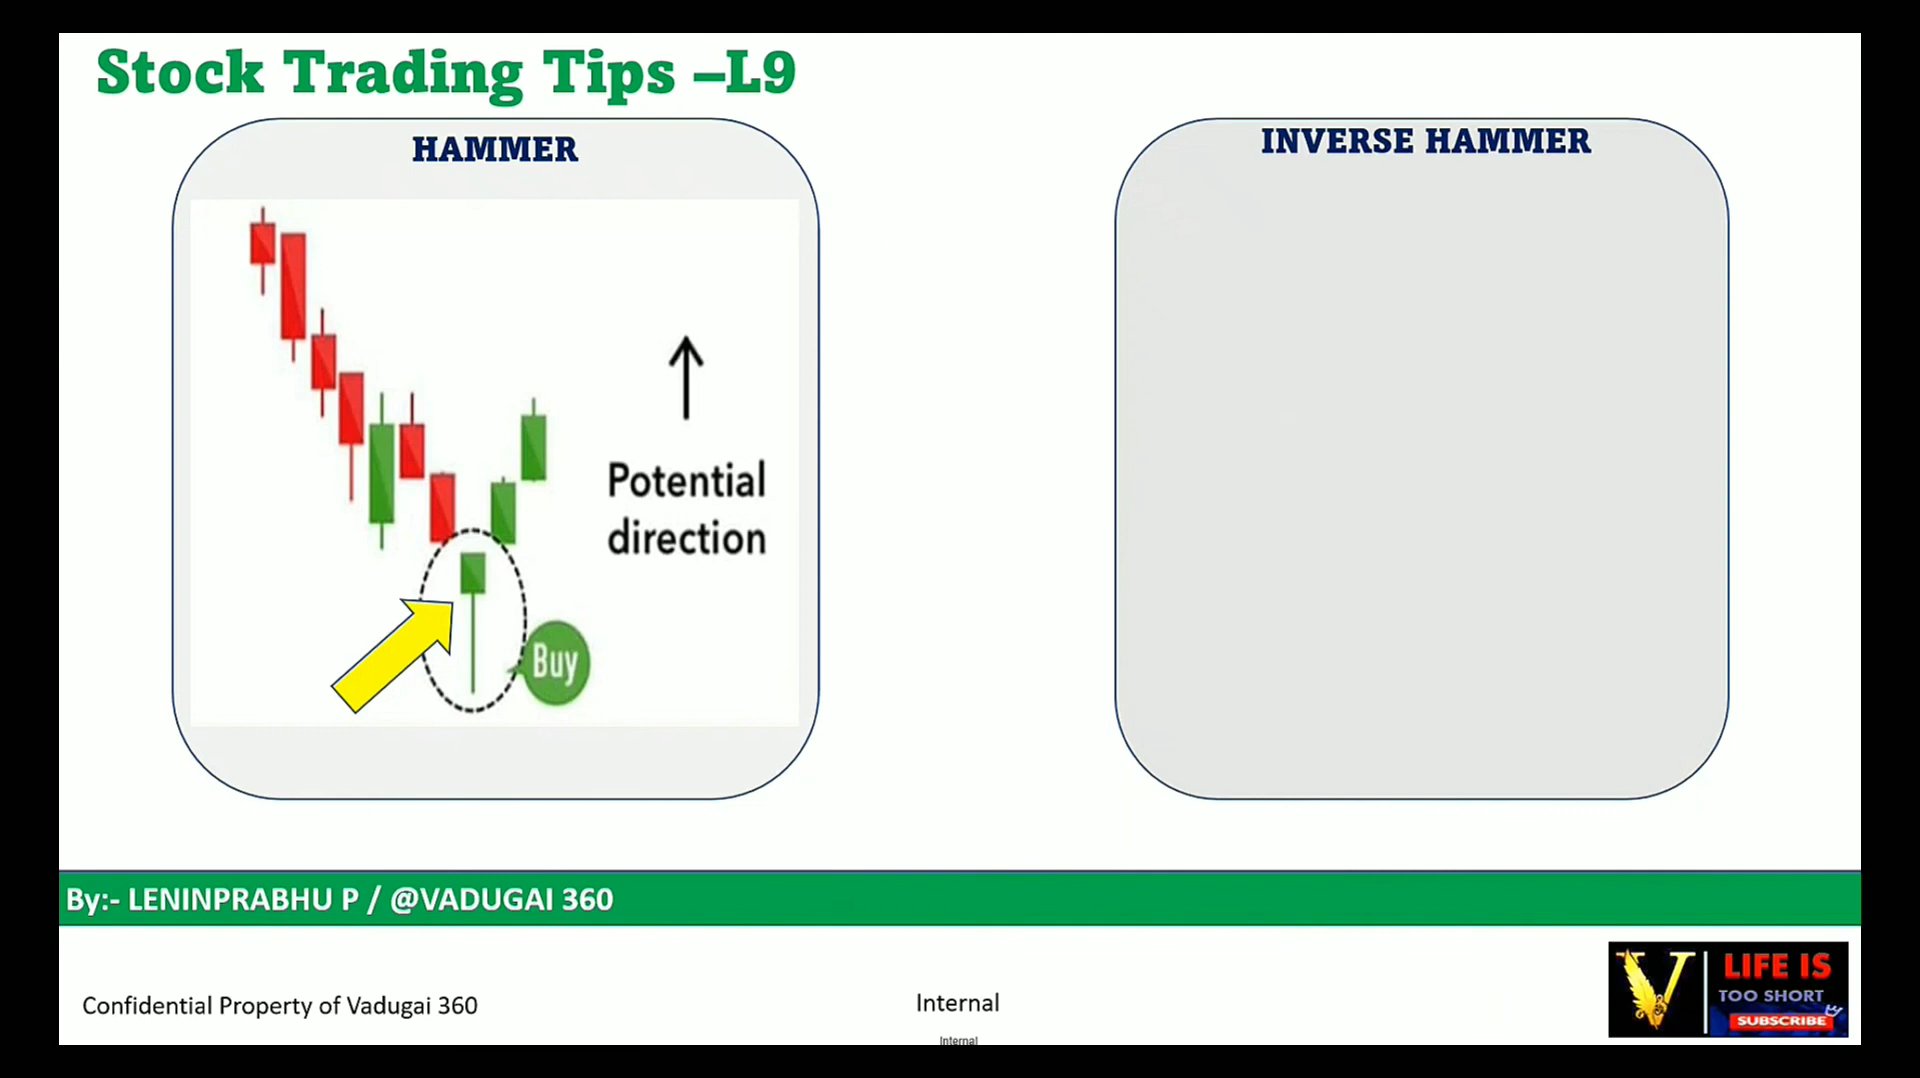 Stock Trading Tips –L9
HAMMER
INVERSE HAMMER
Potential
direction
Buy
By:- LENINPRABHU P / @VADUGAI 360
Confidential Property of Vadugai 360
Internal
Internal
V
LIFE IS
TOO SHORT
SUBSCRIBE